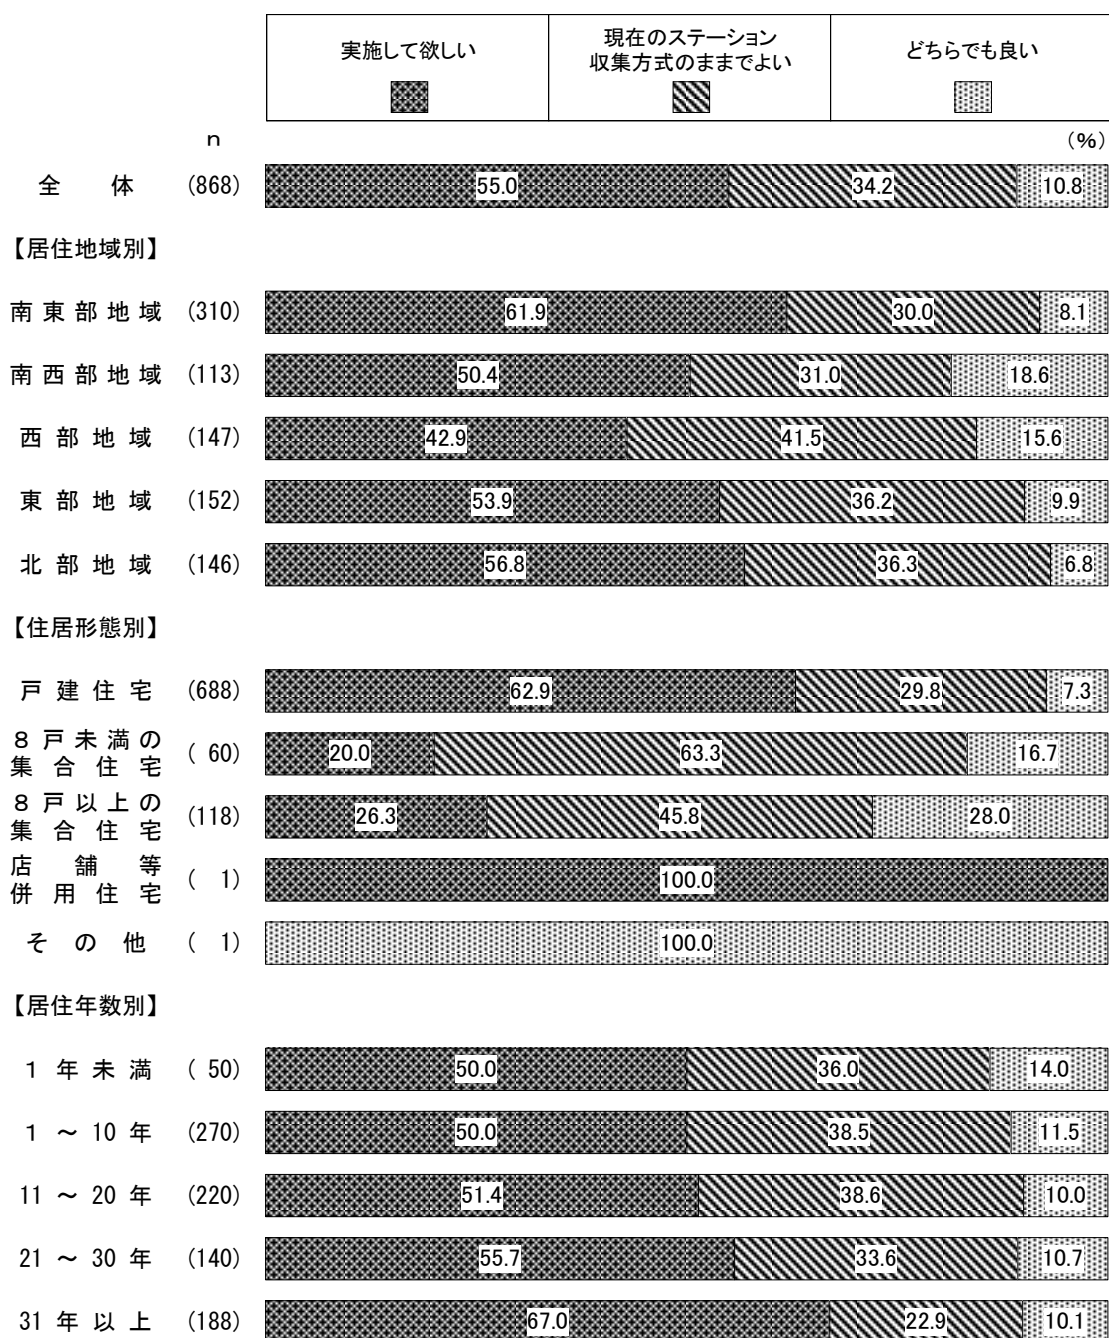 実施して欲しい
現在のステーション
収集方式のままでよい
どちらでも良い
n
(%)
全 体 (868) 55.0 34.2 10.8
【居住地域別】
南東部地域 (310) 61.9 30.0 8.1
南西部地域 (113) 50.4 31.0 18.6
西部地域 (147) 42.9 41.5 15.6
東部地域 (152) 53.9 36.2 9.9
北部地域 (146) 56.8 36.3 6.8
【住居形態別】
戸建住宅 (688) 62.9 29.8 7.3
８戸未満の
集合住宅 ( 60) 20.0 63.3 16.7
８戸以上の
集合住宅 (118) 26.3 45.8 28.0
店舗等
併用住宅 ( 1) 100.0
その他 ( 1) 100.0
【居住年数別】
１年未満 ( 50) 50.0 36.0 14.0
１～10年 (270) 50.0 38.5 11.5
11～20年 (220) 51.4 38.6 10.0
21～30年 (140) 55.7 33.6 10.7
31年以上 (188) 67.0 22.9 10.1